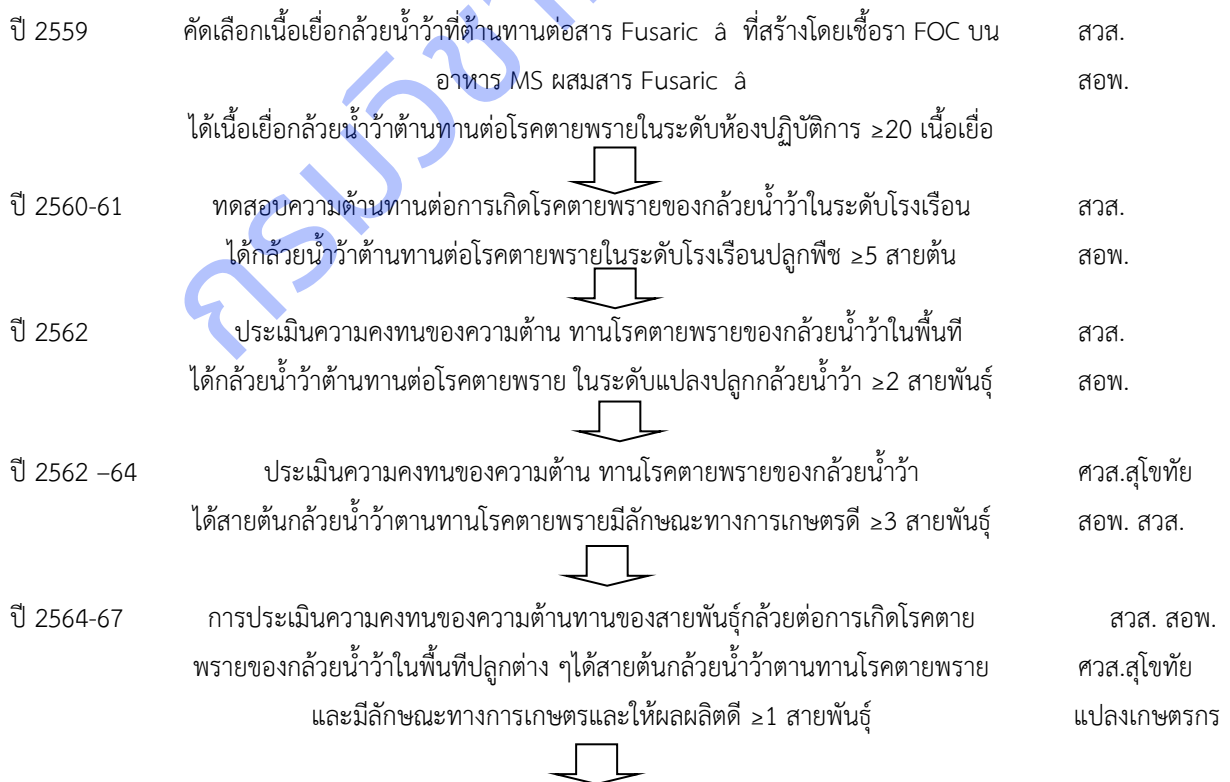 ปี 2559 คัดเลือกเนื้อเยื่อกล้วยน้ำว้าที่ต้านทานต่อสาร Fusaric â ที่สร้างโดยเชื้อรา FOC บน สวส.
อาหาร MS ผสมสาร Fusaric â สอพ.
ได้เนื้อเยื่อกล้วยน้ำว้าต้านทานต่อโรคตายพรายในระดับห้องปฏิบัติการ ≥20 เนื้อเยื่อ
ปี 2560-61 ทดสอบความต้านทานต่อการเกิดโรคตายพรายของกล้วยน้ำว้าในระดับโรงเรือน สวส.
ได้กล้วยน้ำว้าต้านทานต่อโรคตายพรายในระดับโรงเรือนปลูกพืช ≥5 สายต้น สอพ.
ปี 2562 ประเมินความคงทนของความต้าน ทานโรคตายพรายของกล้วยน้ำว้าในพื้นที สวส.
ได้กล้วยน้ำว้าต้านทานต่อโรคตายพราย ในระดับแปลงปลูกกล้วยน้ำว้า ≥2 สายพันธุ์ สอพ.
ปี 2562 –64 ประเมินความคงทนของความต้าน ทานโรคตายพรายของกล้วยน้ำว้า ศวส.สุโขทัย
ได้สายต้นกล้วยน้ำว้าตานทานโรคตายพรายมีลักษณะทางการเกษตรดี ≥3 สายพันธุ์ สอพ. สวส.
ปี 2564-67 การประเมินความคงทนของความต้านทานของสายพันธุ์กล้วยต่อการเกิดโรคตาย สวส. สอพ.
พรายของกล้วยน้ำว้าในพื้นทีปลูกต่าง ๆได้สายต้นกล้วยน้ำว้าตานทานโรคตายพราย ศวส.สุโขทัย
และมีลักษณะทางการเกษตรและให้ผลผลิตดี ≥1 สายพันธุ์ แปลงเกษตรกร
กรมวิชา